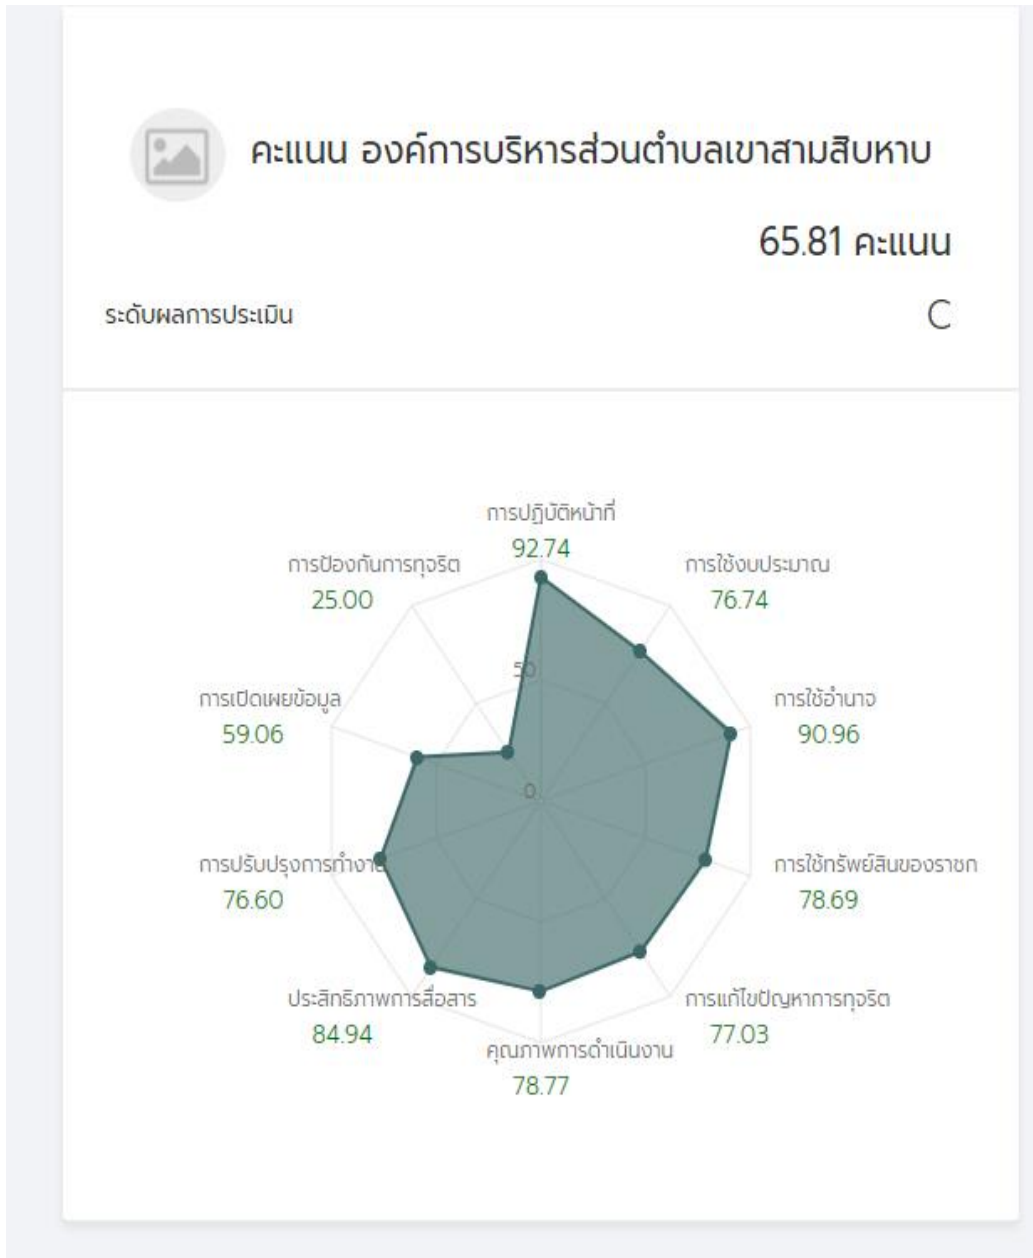 คะแนน องค์การบริหารส่วนตำบลเขาสามสิบหาบ
65.81 คะแนน
ระดับผลการประเมิน C
การปฏิบัติหน้าที่
92.74
การป้องกันการทุจริต
25.00
การใช้งบประมาณ
76.74
50
การเปิดเผยข้อมูล
59.06
การใช้อำนาจ
90.96
0
การปรับปรุงการทำงาน
76.60
การใช้ทรัพย์สินของราชก
78.69
ประสิทธิภาพการสื่อสาร
84.94
การแก้ไขปัญหาการทุจริต
77.03
คุณภาพการดำเนินงาน
78.77